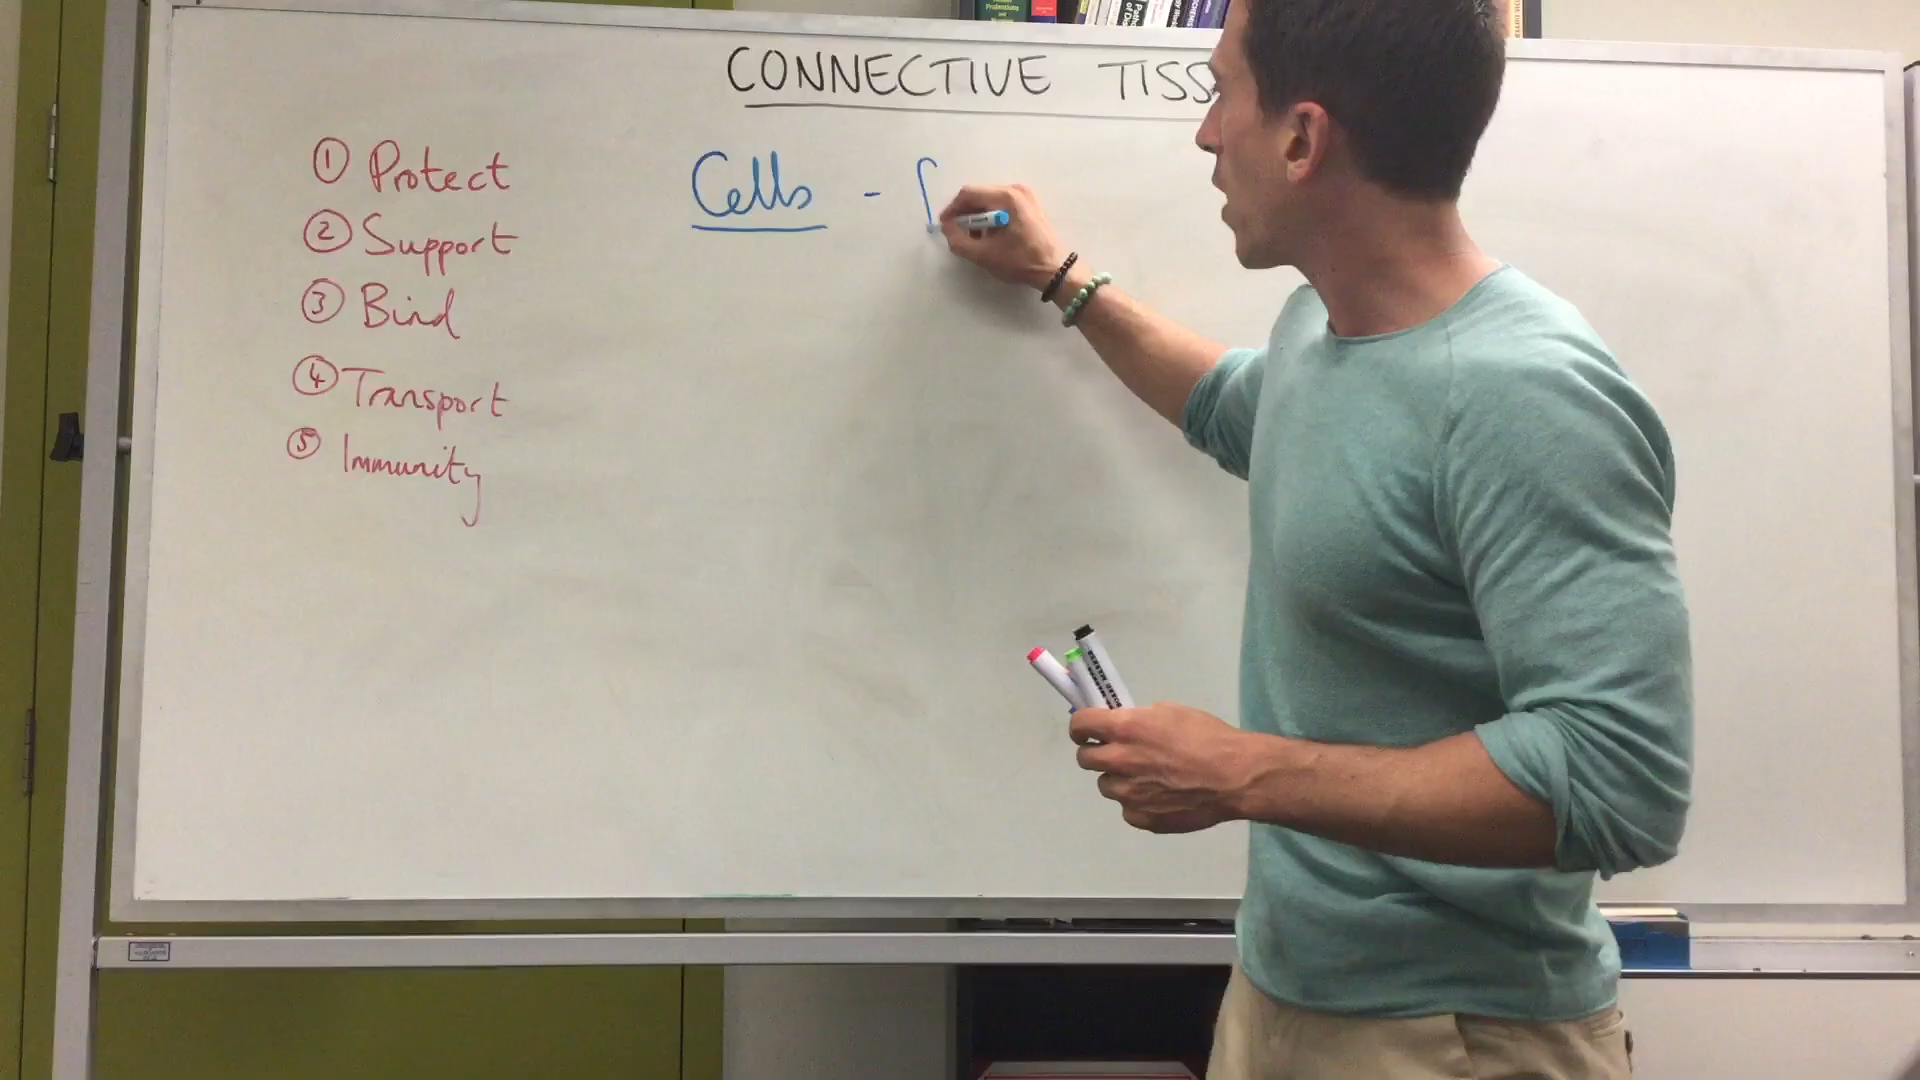 CONNECTIVE TISS
① Protect
② Support
③ Bind
④ Transport
⑤ Immunity
Cells - f